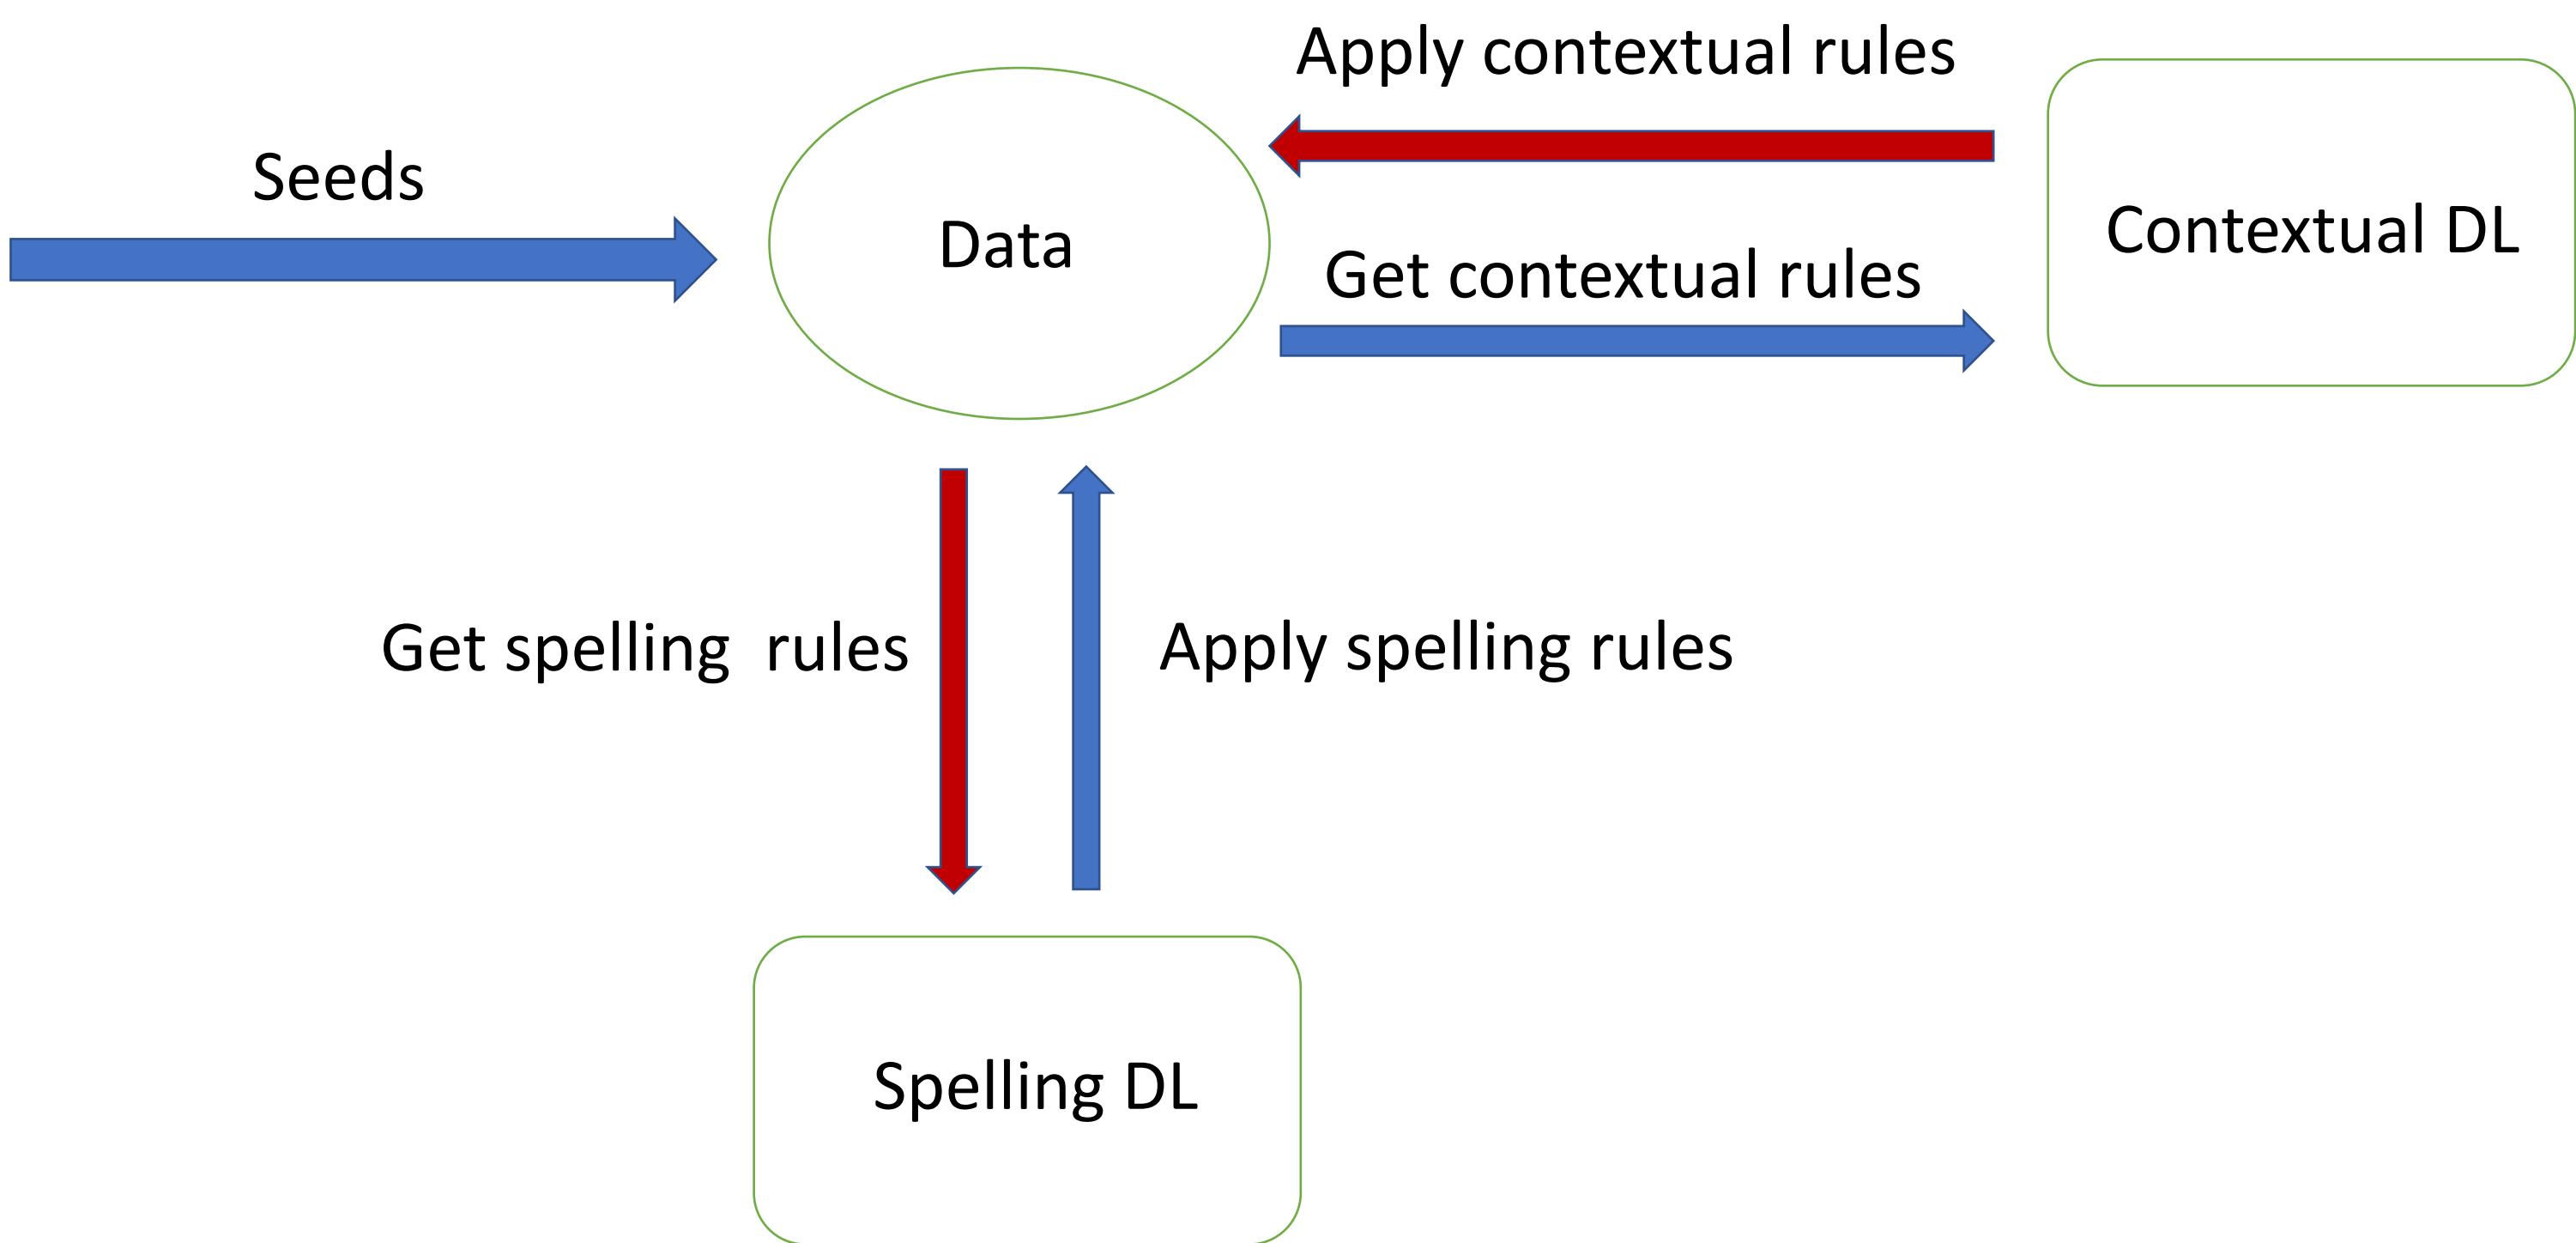 Apply contextual rules
Seeds
Data
Contextual DL
Get contextual rules
Get spelling  rules
Apply spelling rules
Spelling DL